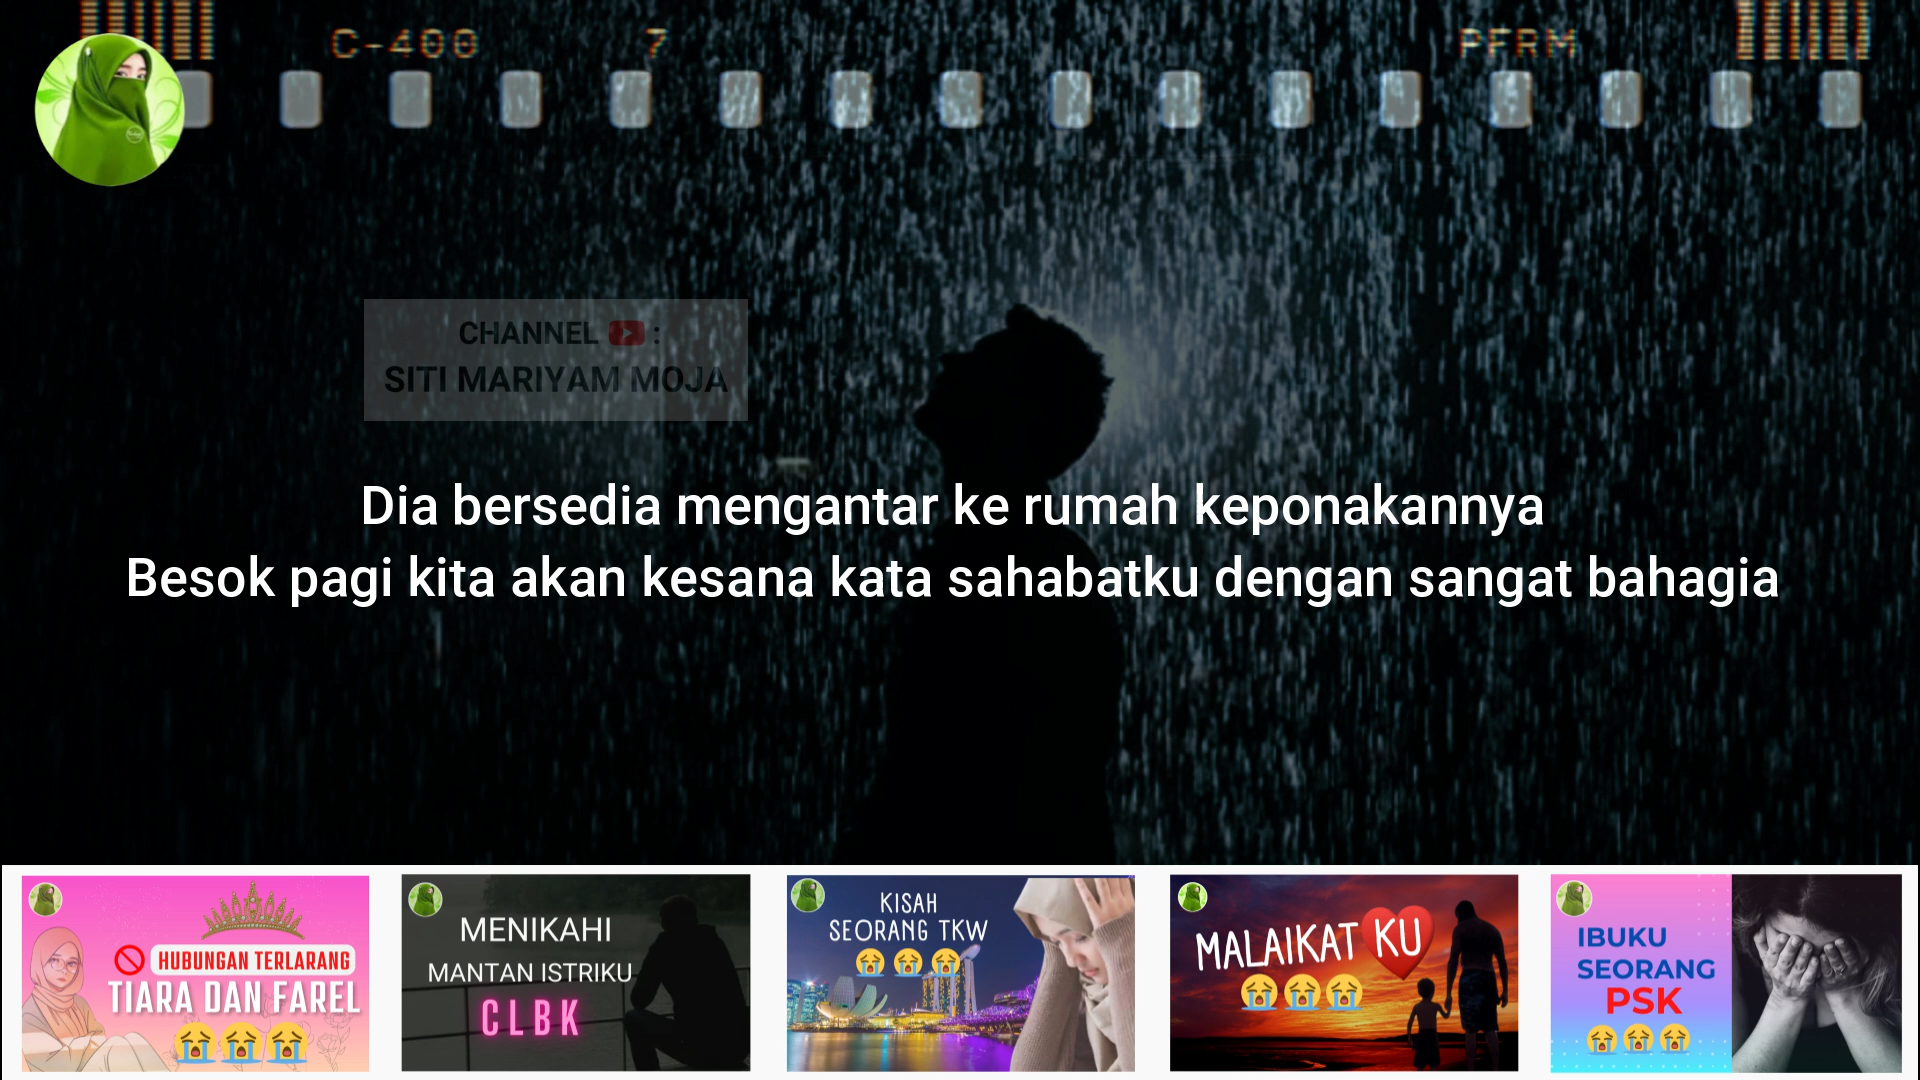 C-400 7 PFRM
CHANNEL :
SITI MARIYAM MOJA
Dia bersedia mengantar ke rumah keponakannya
Besok pagi kita akan kesana kata sahabatku dengan sangat bahagia
HUBUNGAN TERLARANG
TIARA DAN FAREL
MENIKAHI
MANTAN ISTRIKU
CLBK
KISAH
SEORANG TKW
MALAIKAT KU
IBUKU
SEORANG
PSK